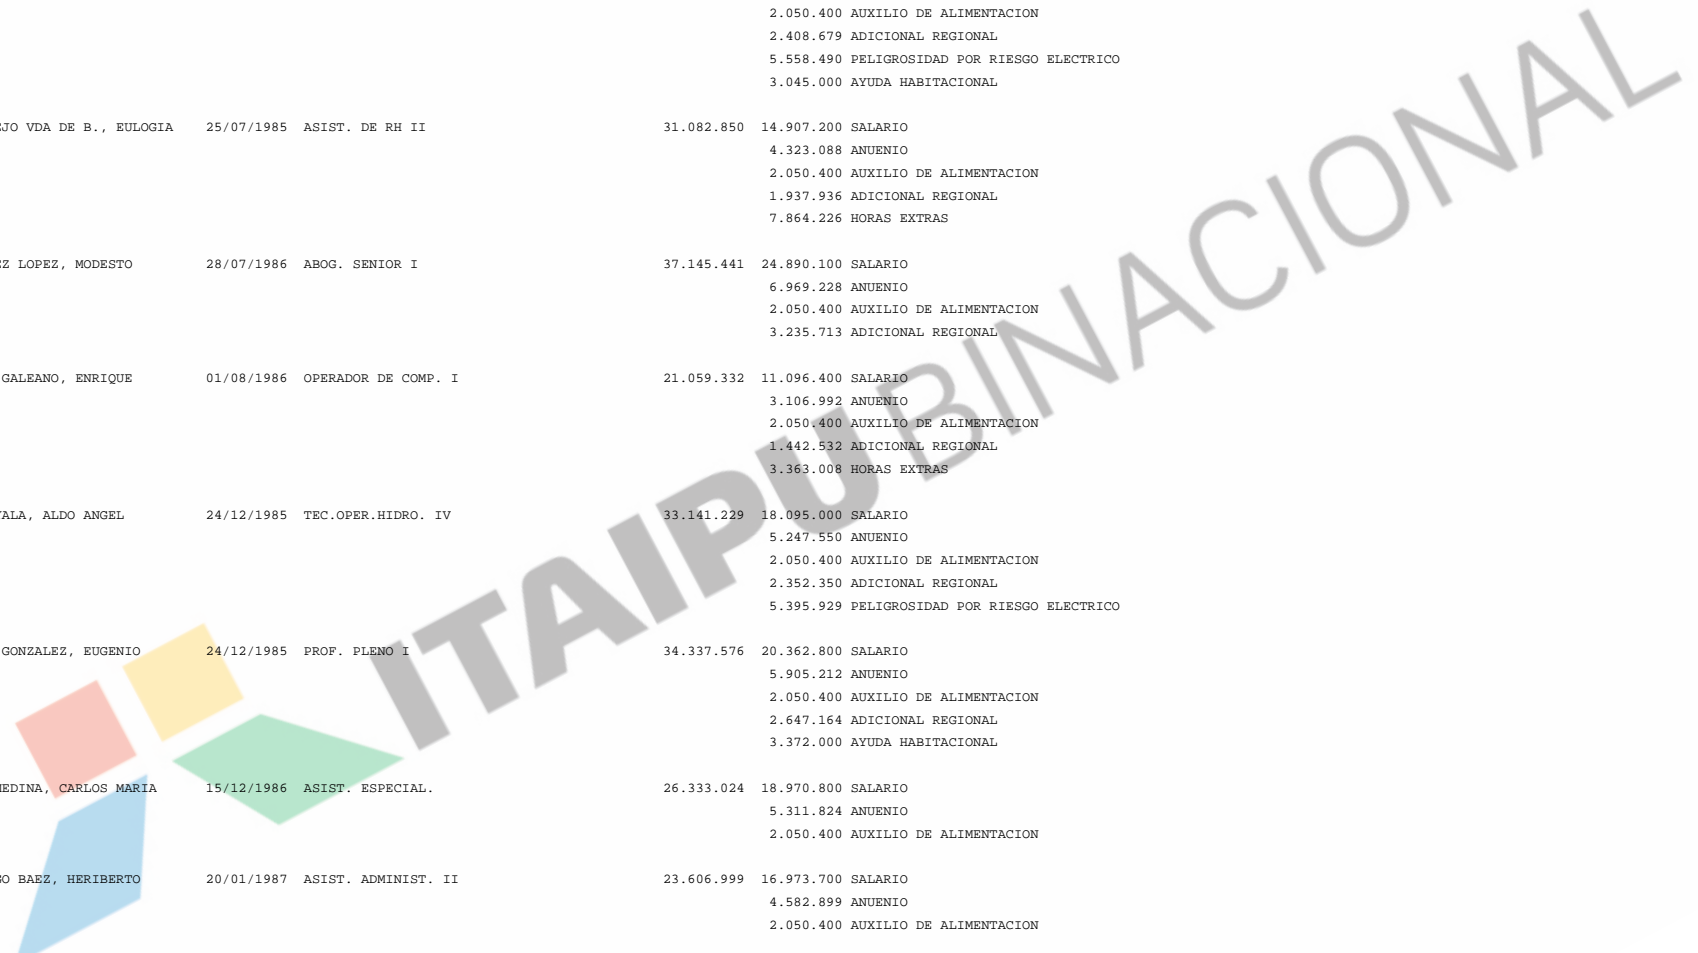 2.050.400 AUXILIO DE ALIMENTACION
2.408.679 ADICIONAL REGIONAL
5.558.490 PELIGROSIDAD POR RIESGO ELECTRICO
3.045.000 AYUDA HABITACIONAL
VDA DE B., EULOGIA 25/07/1985 ASIST. DE RH II 31.082.850 14.907.200 SALARIO
4.323.088 ANUENIO
2.050.400 AUXILIO DE ALIMENTACION
1.937.936 ADICIONAL REGIONAL
7.864.226 HORAS EXTRAS
LOPEZ, MODESTO 28/07/1986 ABOG. SENIOR I 37.145.441 24.890.100 SALARIO
6.969.228 ANUENIO
2.050.400 AUXILIO DE ALIMENTACION
3.235.713 ADICIONAL REGIONAL
GALEANO, ENRIQUE 01/08/1986 OPERADOR DE COMP. I 21.059.332 11.096.400 SALARIO
3.106.992 ANUENIO
2.050.400 AUXILIO DE ALIMENTACION
1.442.532 ADICIONAL REGIONAL
3.363.008 HORAS EXTRAS
ALDO ANGEL 24/12/1985 TEC.OPER.HIDRO. IV 33.141.229 18.095.000 SALARIO
5.247.550 ANUENIO
2.050.400 AUXILIO DE ALIMENTACION
2.352.350 ADICIONAL REGIONAL
5.395.929 PELIGROSIDAD POR RIESGO ELECTRICO
GONZALEZ, EUGENIO 24/12/1985 PROF. PLENO I 34.337.576 20.362.800 SALARIO
5.905.212 ANUENIO
2.050.400 AUXILIO DE ALIMENTACION
2.647.164 ADICIONAL REGIONAL
3.372.000 AYUDA HABITACIONAL
MEDINA, CARLOS MARIA 15/12/1986 ASIST. ESPECIAL. 26.333.024 18.970.800 SALARIO
5.311.824 ANUENIO
2.050.400 AUXILIO DE ALIMENTACION
BAEZ, HERIBERTO 20/01/1987 ASIST. ADMINIST. II 23.606.999 16.973.700 SALARIO
4.582.899 ANUENIO
2.050.400 AUXILIO DE ALIMENTACION
ITAIPU BINACIONAL